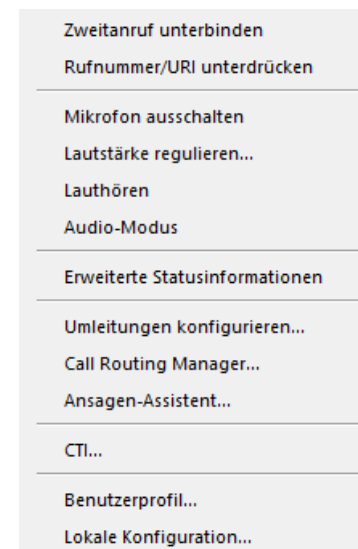 Zweitanruf unterbinden
Rufnummer/URI unterdrücken
Mikrofon ausschalten
Lautstärke regulieren...
Lauthören
Audio-Modus
Erweiterte Statusinformationen
Umleitungen konfigurieren...
Call Routing Manager...
Ansagen-Assistent...
CTI...
Benutzerprofil...
Lokale Konfiguration...